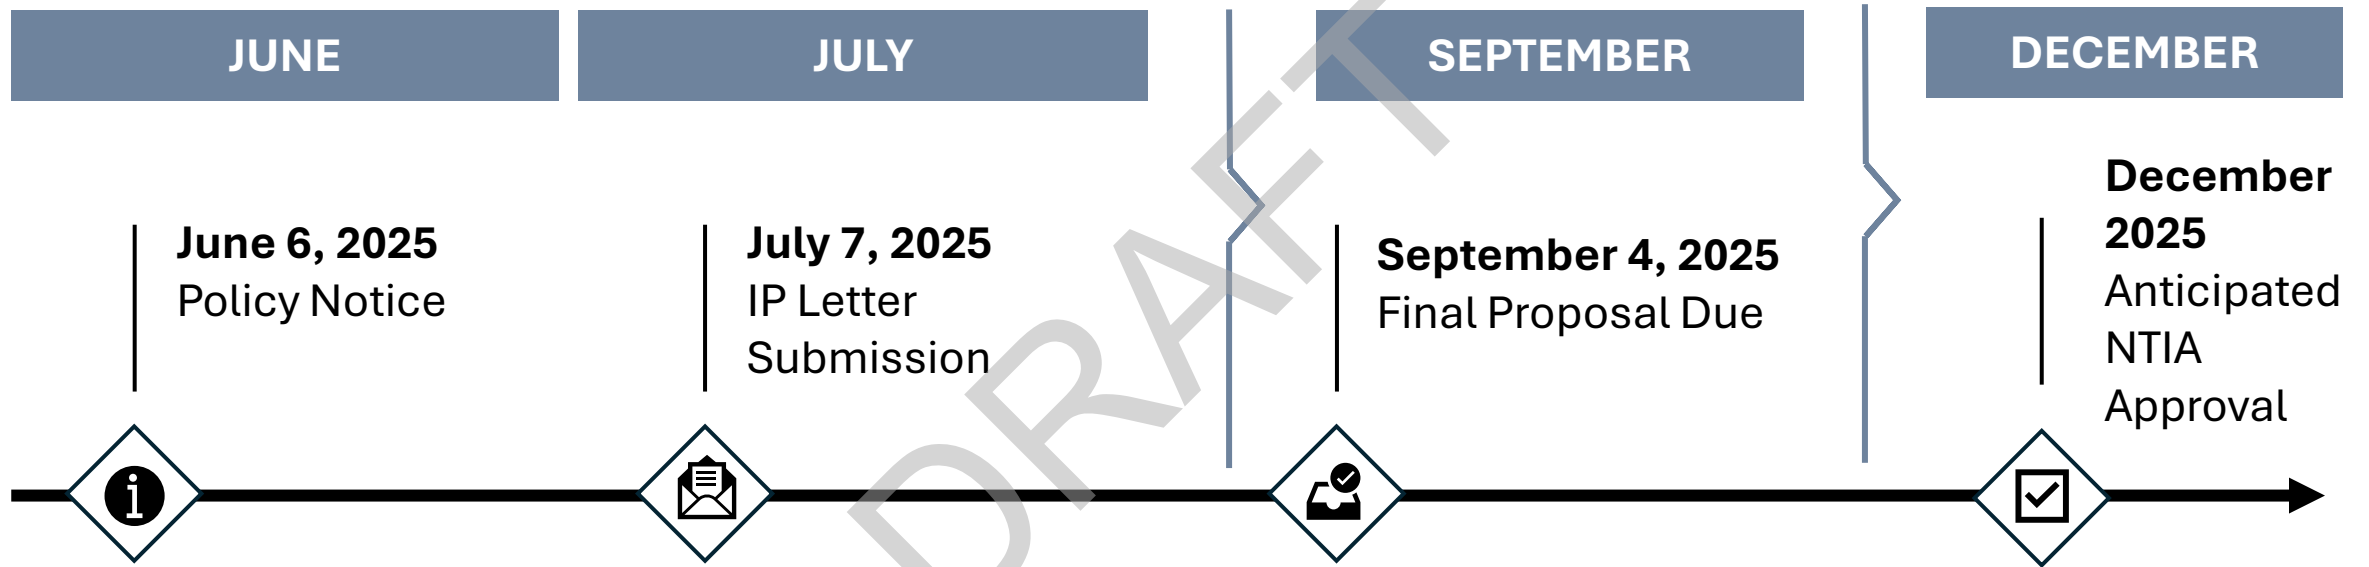 JUNE
JULY
SEPTEMBER
DECEMBER
June 6, 2025
Policy Notice
July 7, 2025
IP Letter
Submission
September 4, 2025
Final Proposal Due
December
2025
Anticipated
NTIA
Approval
DRAFT